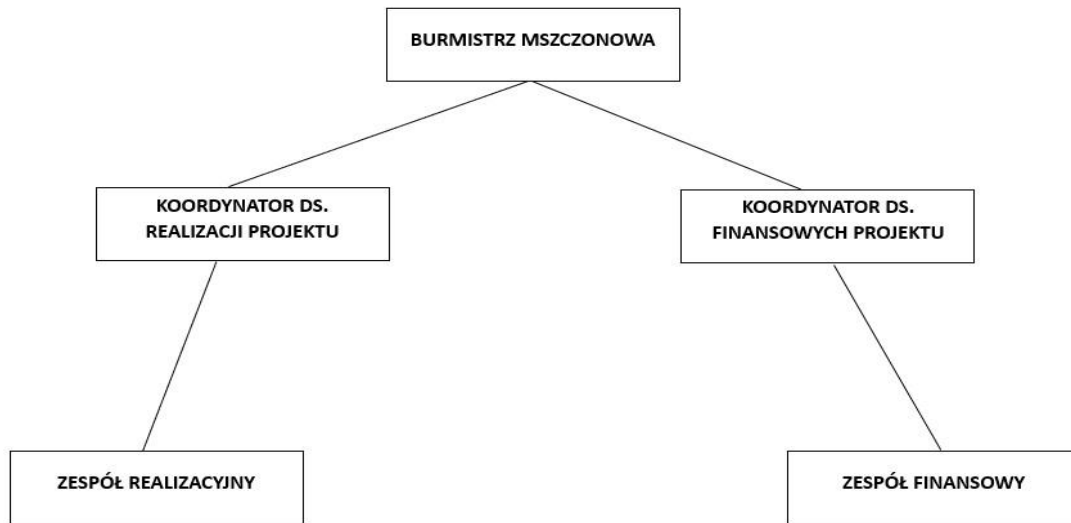 BURMISTRZ MSZCZONOWA
KOORDYNATOR DS.
REALIZACJI PROJEKTU
KOORDYNATOR DS.
FINANSOWYCH PROJEKTU
ZESPÓŁ REALIZACYJNY
ZESPÓŁ FINANSOWY